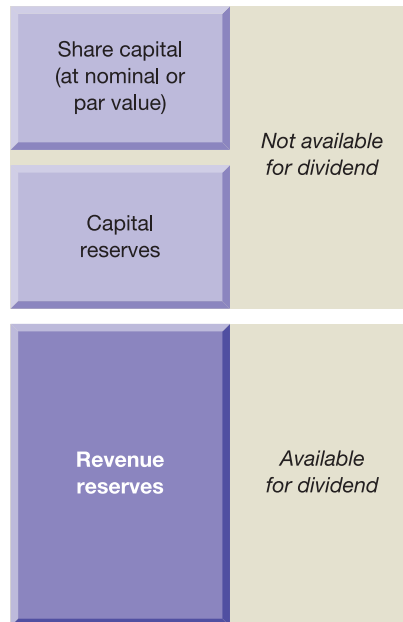 Share capital
(at nominal or
par value)
Not available
for dividend
Capital
reserves
Revenue
reserves
Available
for dividend